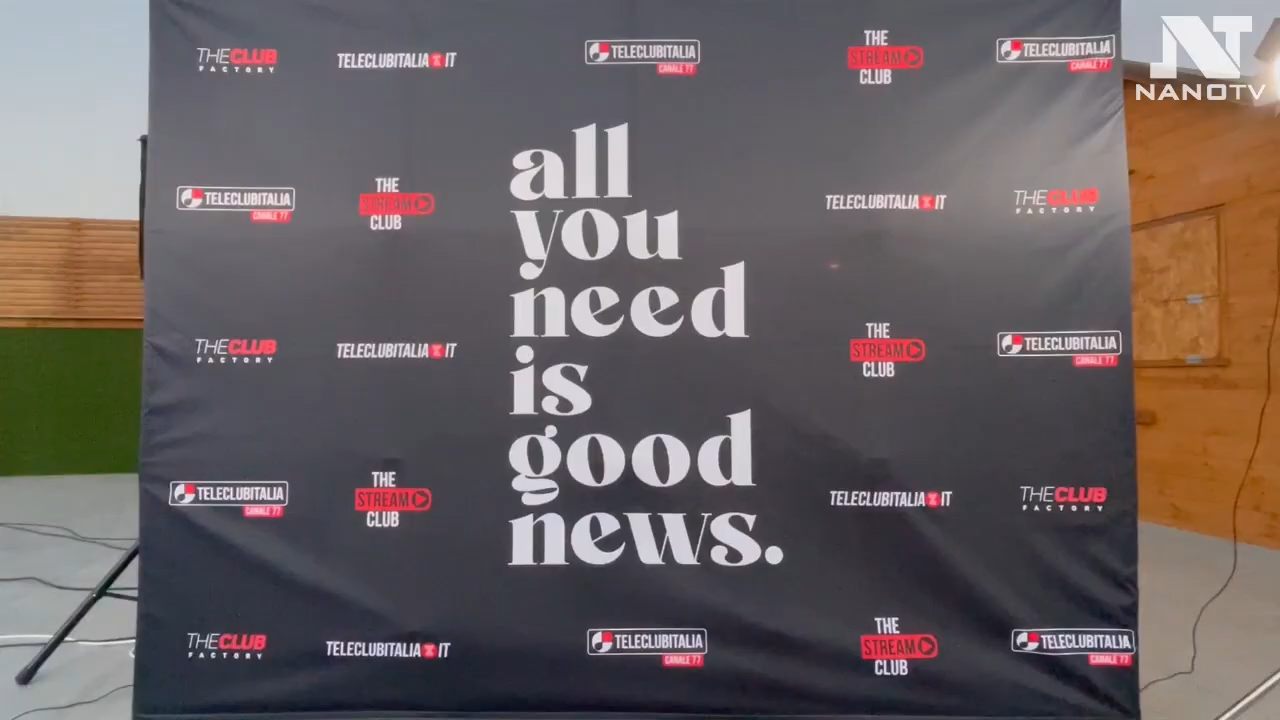 THECLUB
FACTORY
TELECLUBITALIA IT
TELECLUBITALIA
CANALE 77
THE
STREAM
CLUB
TELECLUBITALIA
CANALE 77
NT
NANOTV
TELECLUBITALIA
CANALE 77
THE
STREAM
CLUB
TELECLUBITALIA IT
THECLUB
FACTORY
all
you
need
is
good
news.
THECLUB
FACTORY
TELECLUBITALIA IT
THE
STREAM
CLUB
TELECLUBITALIA
CANALE 77
TELECLUBITALIA
CANALE 77
THE
STREAM
CLUB
TELECLUBITALIA IT
THECLUB
FACTORY
THECLUB
FACTORY
TELECLUBITALIA IT
TELECLUBITALIA
CANALE 77
THE
STREAM
CLUB
TELECLUBITALIA
CANALE 77